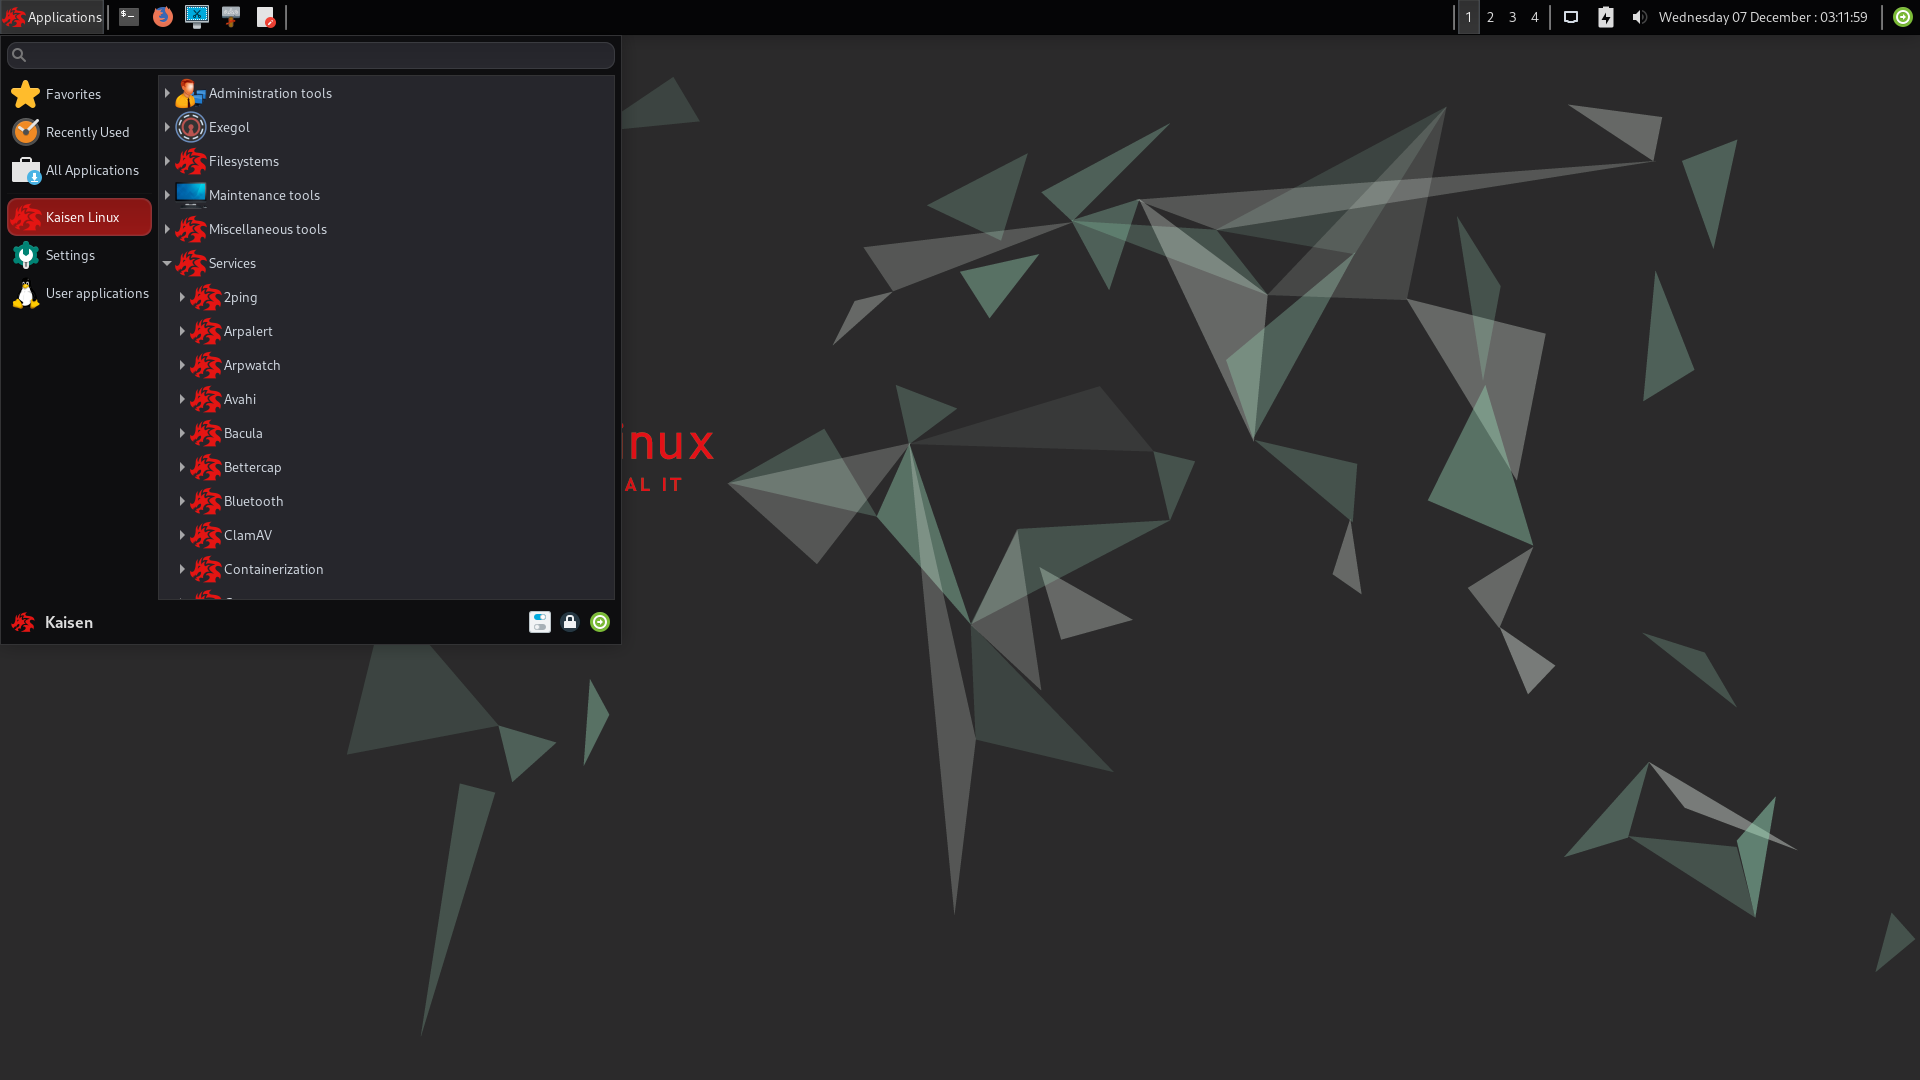 Applications
1 2 3 4
Wednesday 07 December : 03:11:59
Favorites
Recently Used
All Applications
Kaisen Linux
Settings
User applications
Administration tools
Exegol
Filesystems
Maintenance tools
Miscellaneous tools
Services
2ping
Arpalert
Arpwatch
Avahi
Bacula
Bettercap
Bluetooth
ClamAV
Containerization
inux
AL IT
Kaisen